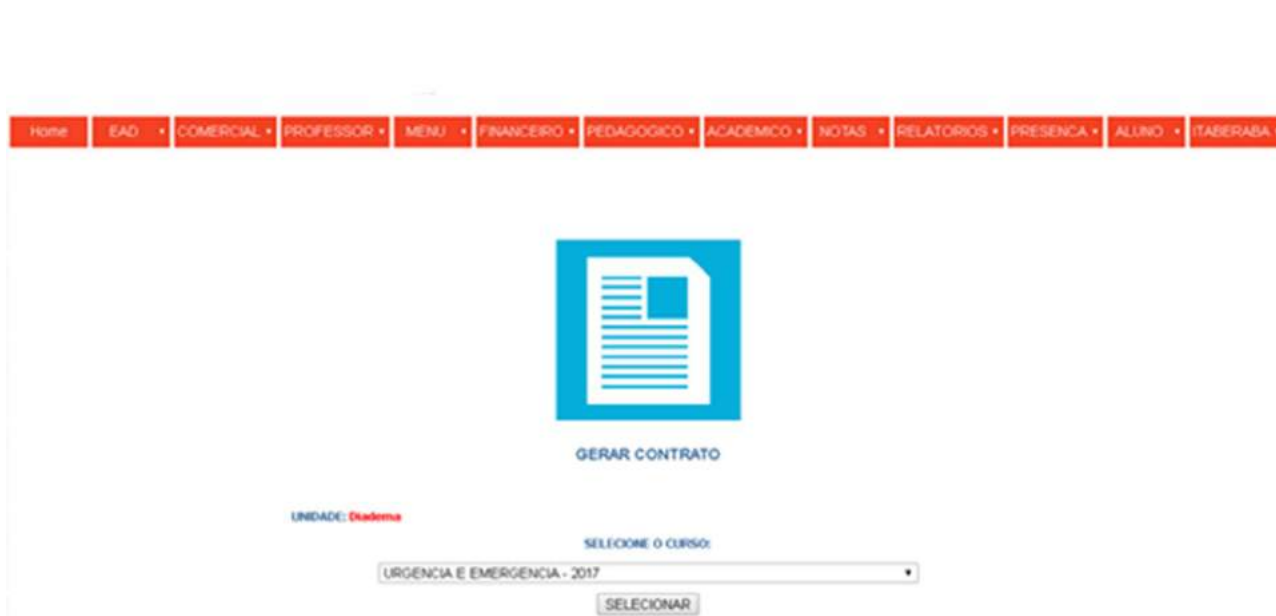 Home EAD COMERCIAL PROFESSOR MENU FINANCEIRO PEDAGOGICO ACADEMICO NOTAS RELATORIOS PRESENCA ALUNO ITABERABA
GERAR CONTRATO
UNIDADE: Diadema
SELECIONE O CURSO:
URGENCIA E EMERGENCIA - 2017
SELECIONAR